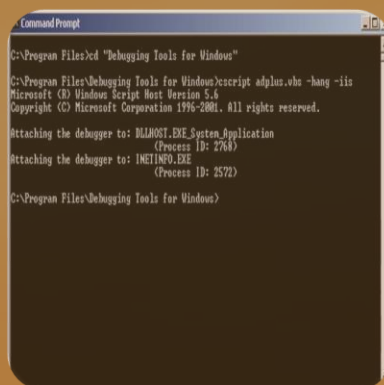 Command Prompt
C:\Program Files>cd "Debugging Tools for Windows"
C:\Program Files\Debugging Tools for Windows>cscript adplus.vbs -hang -iis
Microsoft (R) Windows Script Host Version 5.6
Copyright (C) Microsoft Corporation 1996-2001. All rights reserved.
Attaching the debugger to: DLLHOST.EXE_System_Application
(Process ID: 2768)
Attaching the debugger to: INETINFO.EXE
(Process ID: 2572)
C:\Program Files\Debugging Tools for Windows>